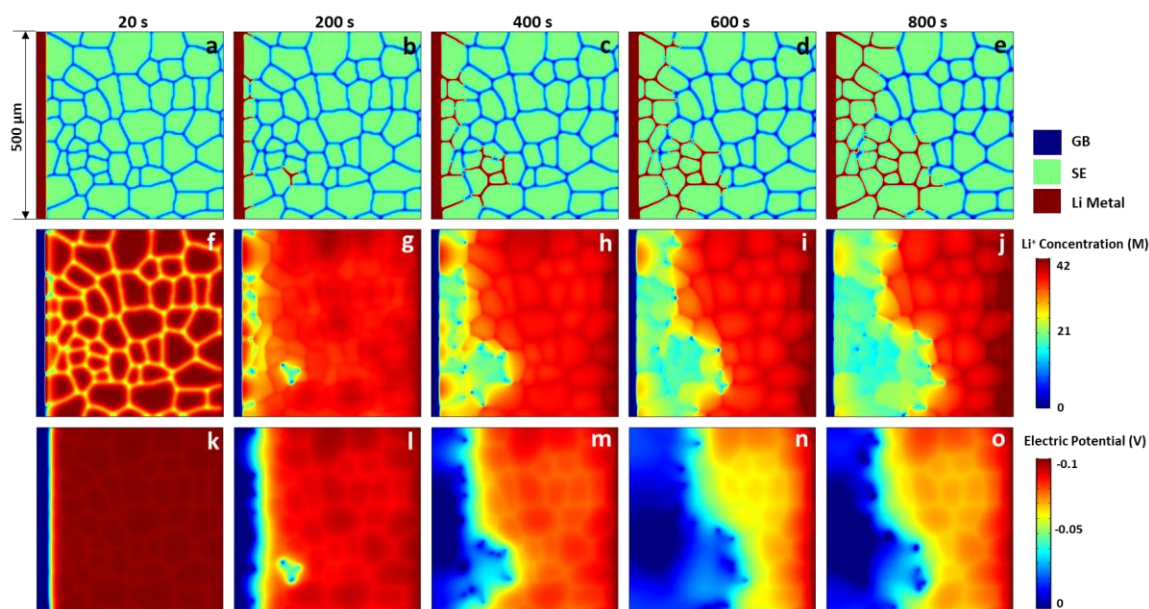 20 s 200 s 400 s 600 s 800 s
a b c d e
500 μm
GB
SE
Li Metal
f g h i j
Li⁺ Concentration (M)
42
21
0
k l m n o
Electric Potential (V)
-0.1
-0.05
0